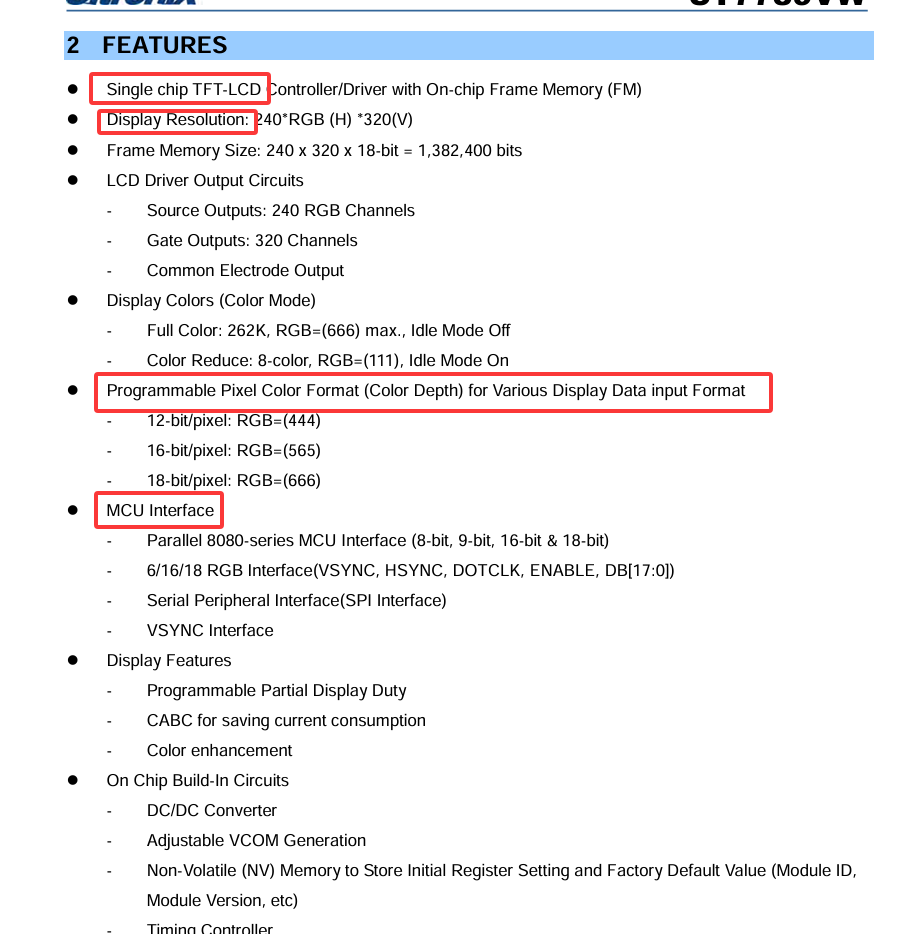 2 FEATURES
● Single chip TFT-LCD Controller/Driver with On-chip Frame Memory (FM)
● Display Resolution: 240*RGB (H) *320(V)
● Frame Memory Size: 240 x 320 x 18-bit = 1,382,400 bits
● LCD Driver Output Circuits
- Source Outputs: 240 RGB Channels
- Gate Outputs: 320 Channels
- Common Electrode Output
● Display Colors (Color Mode)
- Full Color: 262K, RGB=(666) max., Idle Mode Off
- Color Reduce: 8-color, RGB=(111), Idle Mode On
● Programmable Pixel Color Format (Color Depth) for Various Display Data input Format
- 12-bit/pixel: RGB=(444)
- 16-bit/pixel: RGB=(565)
- 18-bit/pixel: RGB=(666)
● MCU Interface
- Parallel 8080-series MCU Interface (8-bit, 9-bit, 16-bit & 18-bit)
- 6/16/18 RGB Interface(VSYNC, HSYNC, DOTCLK, ENABLE, DB[17:0])
- Serial Peripheral Interface(SPI Interface)
- VSYNC Interface
● Display Features
- Programmable Partial Display Duty
- CABC for saving current consumption
- Color enhancement
● On Chip Build-In Circuits
- DC/DC Converter
- Adjustable VCOM Generation
- Non-Volatile (NV) Memory to Store Initial Register Setting and Factory Default Value (Module ID,
Module Version, etc)
- Timing Controller